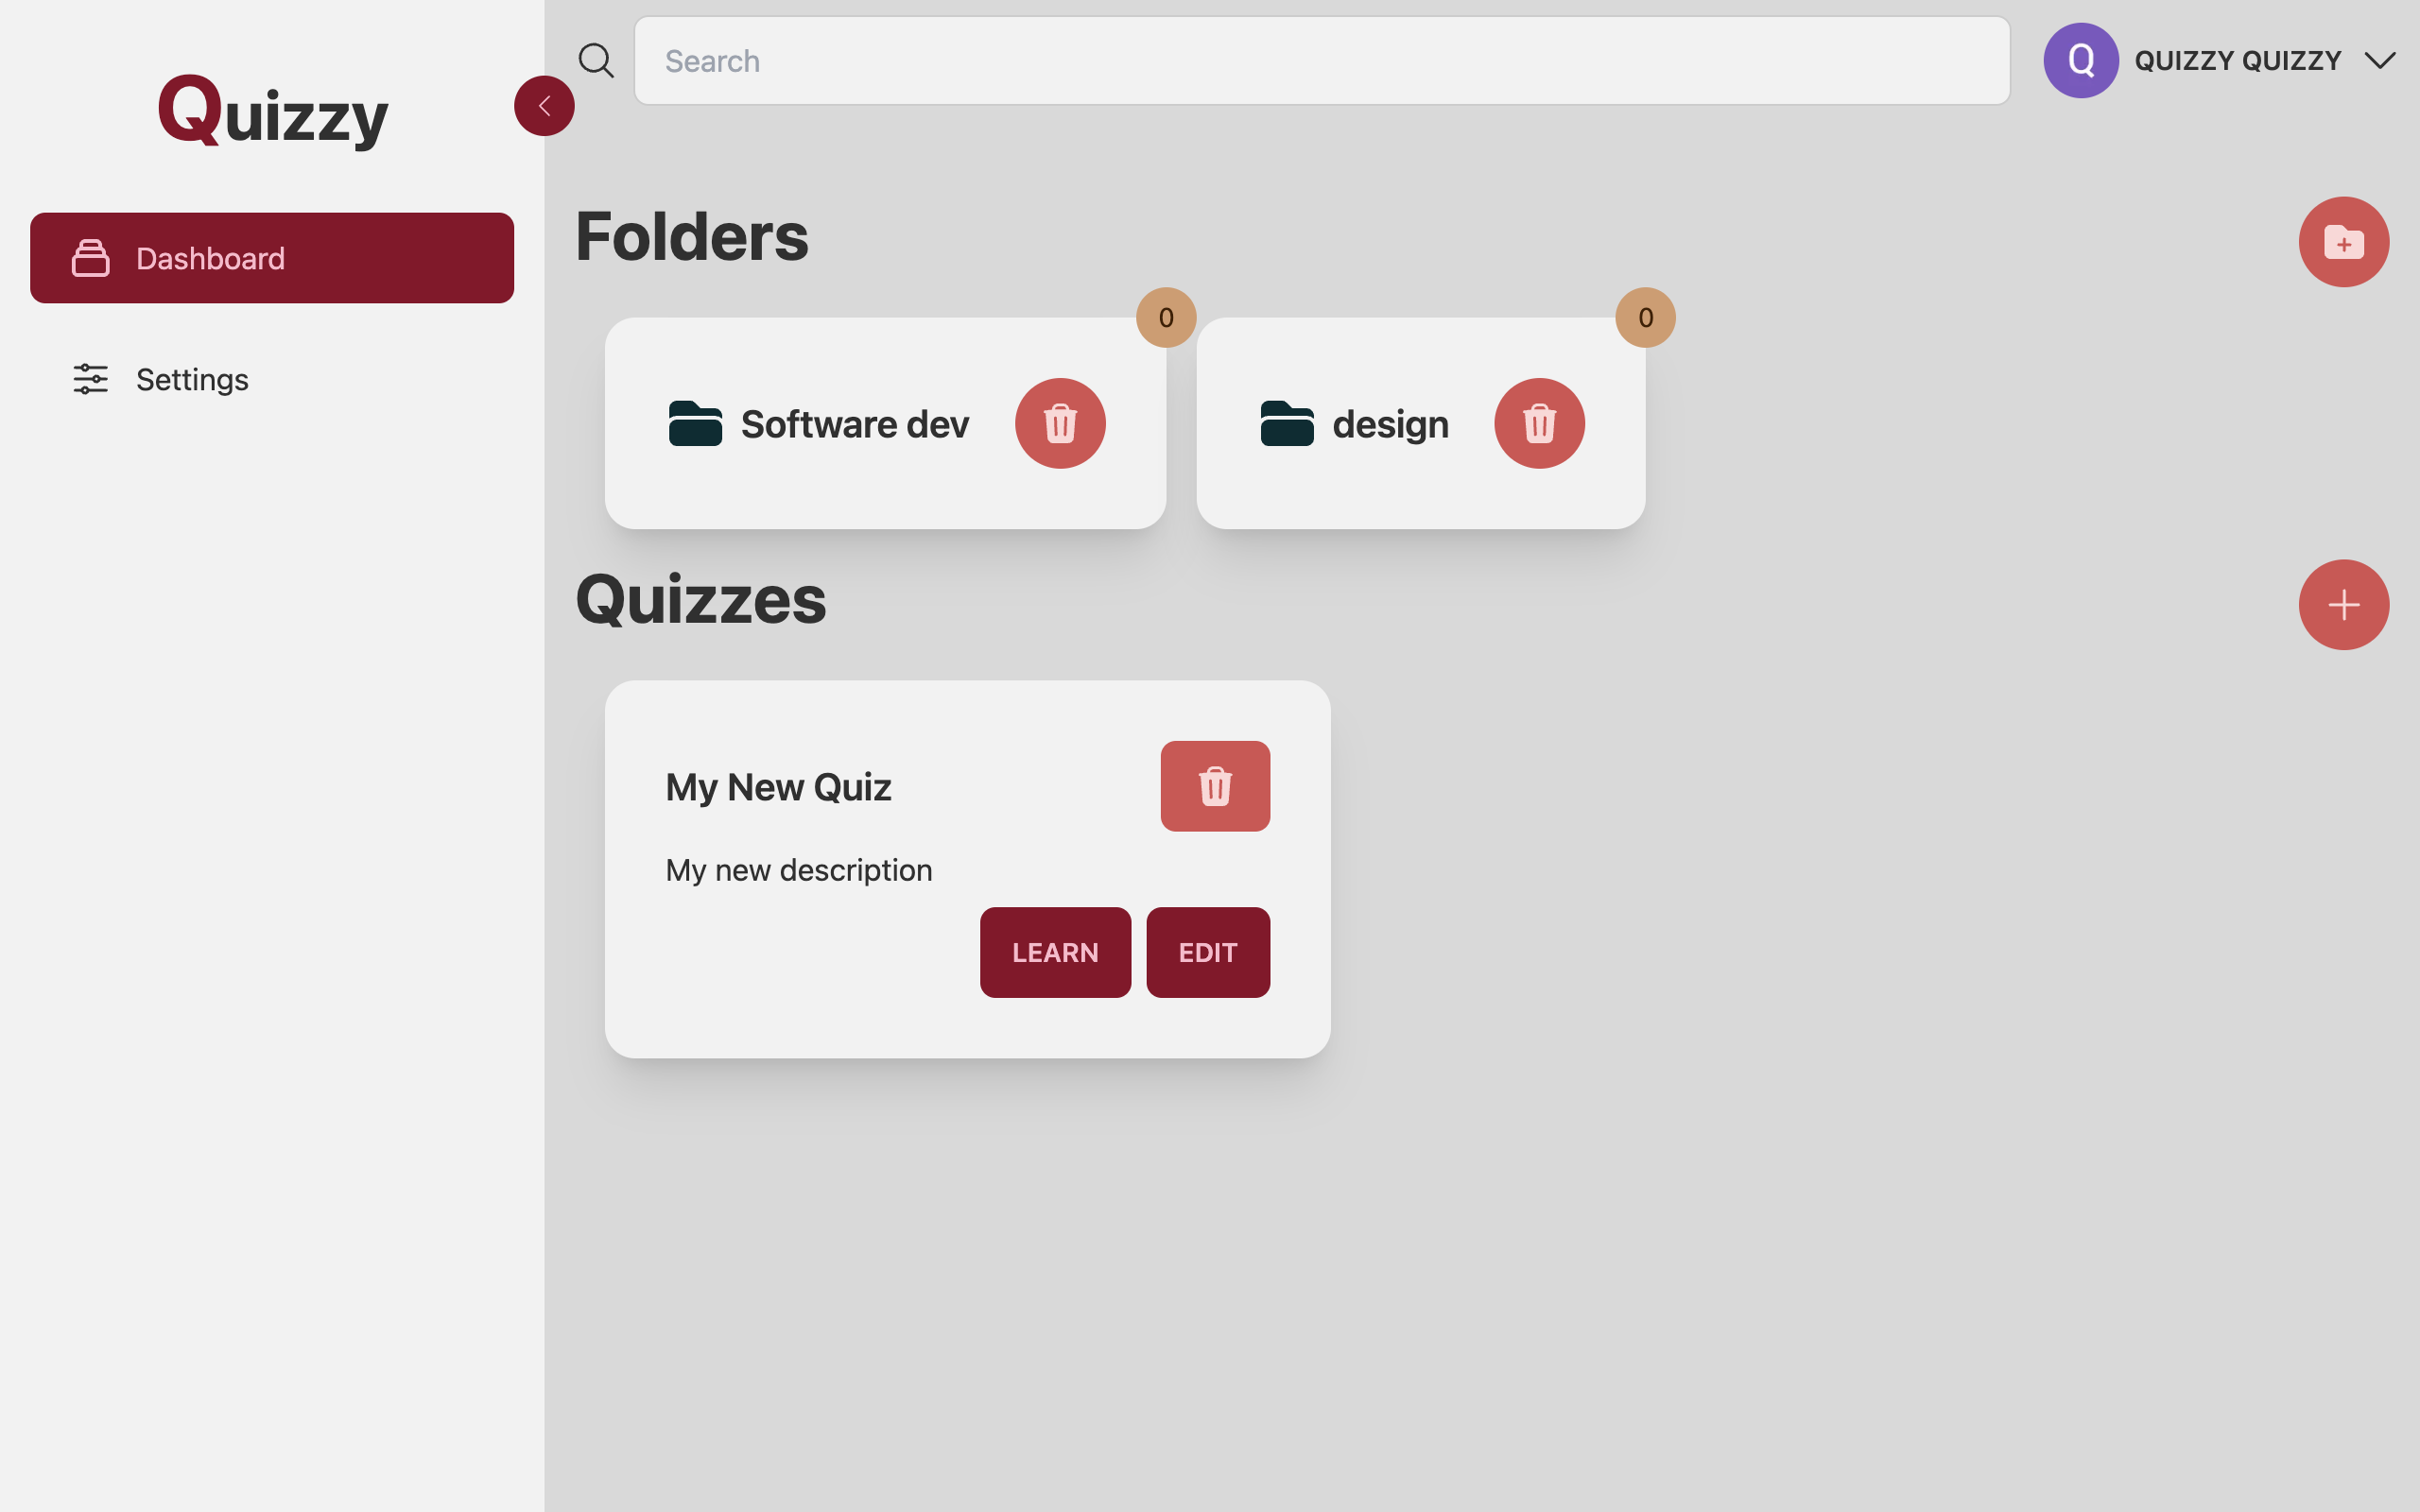 Quizzy
Search
Q
QUIZZY QUIZZY
Dashboard
Settings
Folders
0
0
Software dev
design
Quizzes
My New Quiz
My new description
LEARN
EDIT